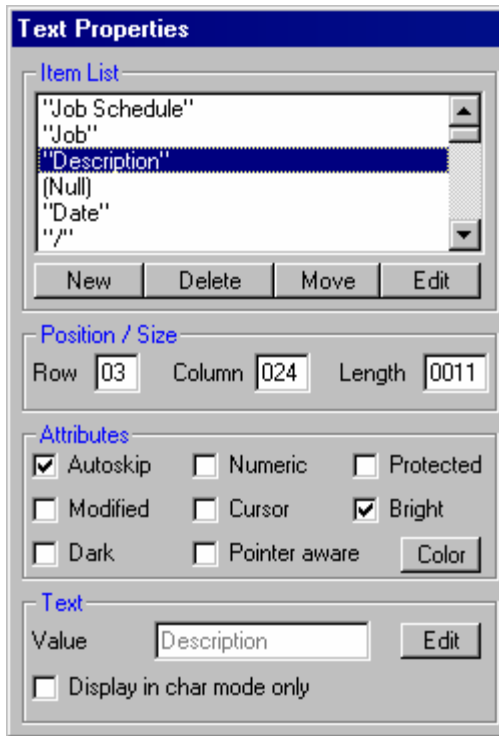 Text Properties
Item List
"Job Schedule"
"Job"
"Description"
(Null)
"Date"
"/"
New Delete Move Edit
Position / Size
Row 03 Column 024 Length 0011
Attributes
Autoskip Numeric Protected
Modified Cursor Bright
Dark Pointer aware Color
Text
Value Description Edit
Display in char mode only